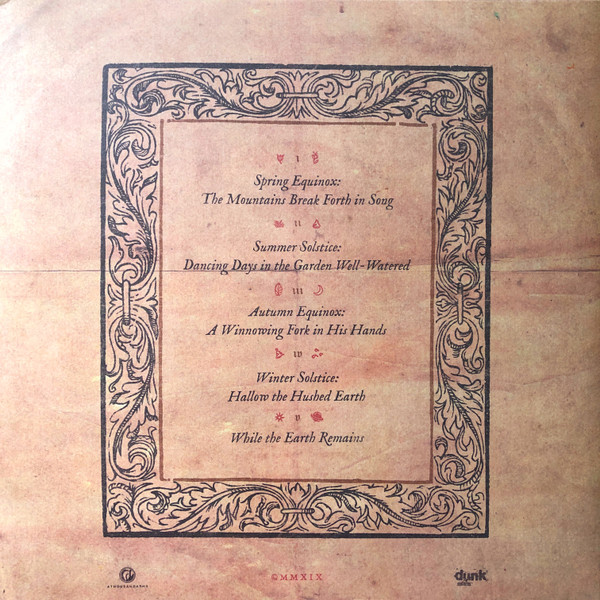 I
Spring Equinox:
The Mountains Break Forth in Song
II
Summer Solstice:
Dancing Days in the Garden Well-Watered
III
Autumn Equinox:
A Winnowing Fork in His Hands
IV
Winter Solstice:
Hallow the Hushed Earth
V
While the Earth Remains
©MMXIX
dunk